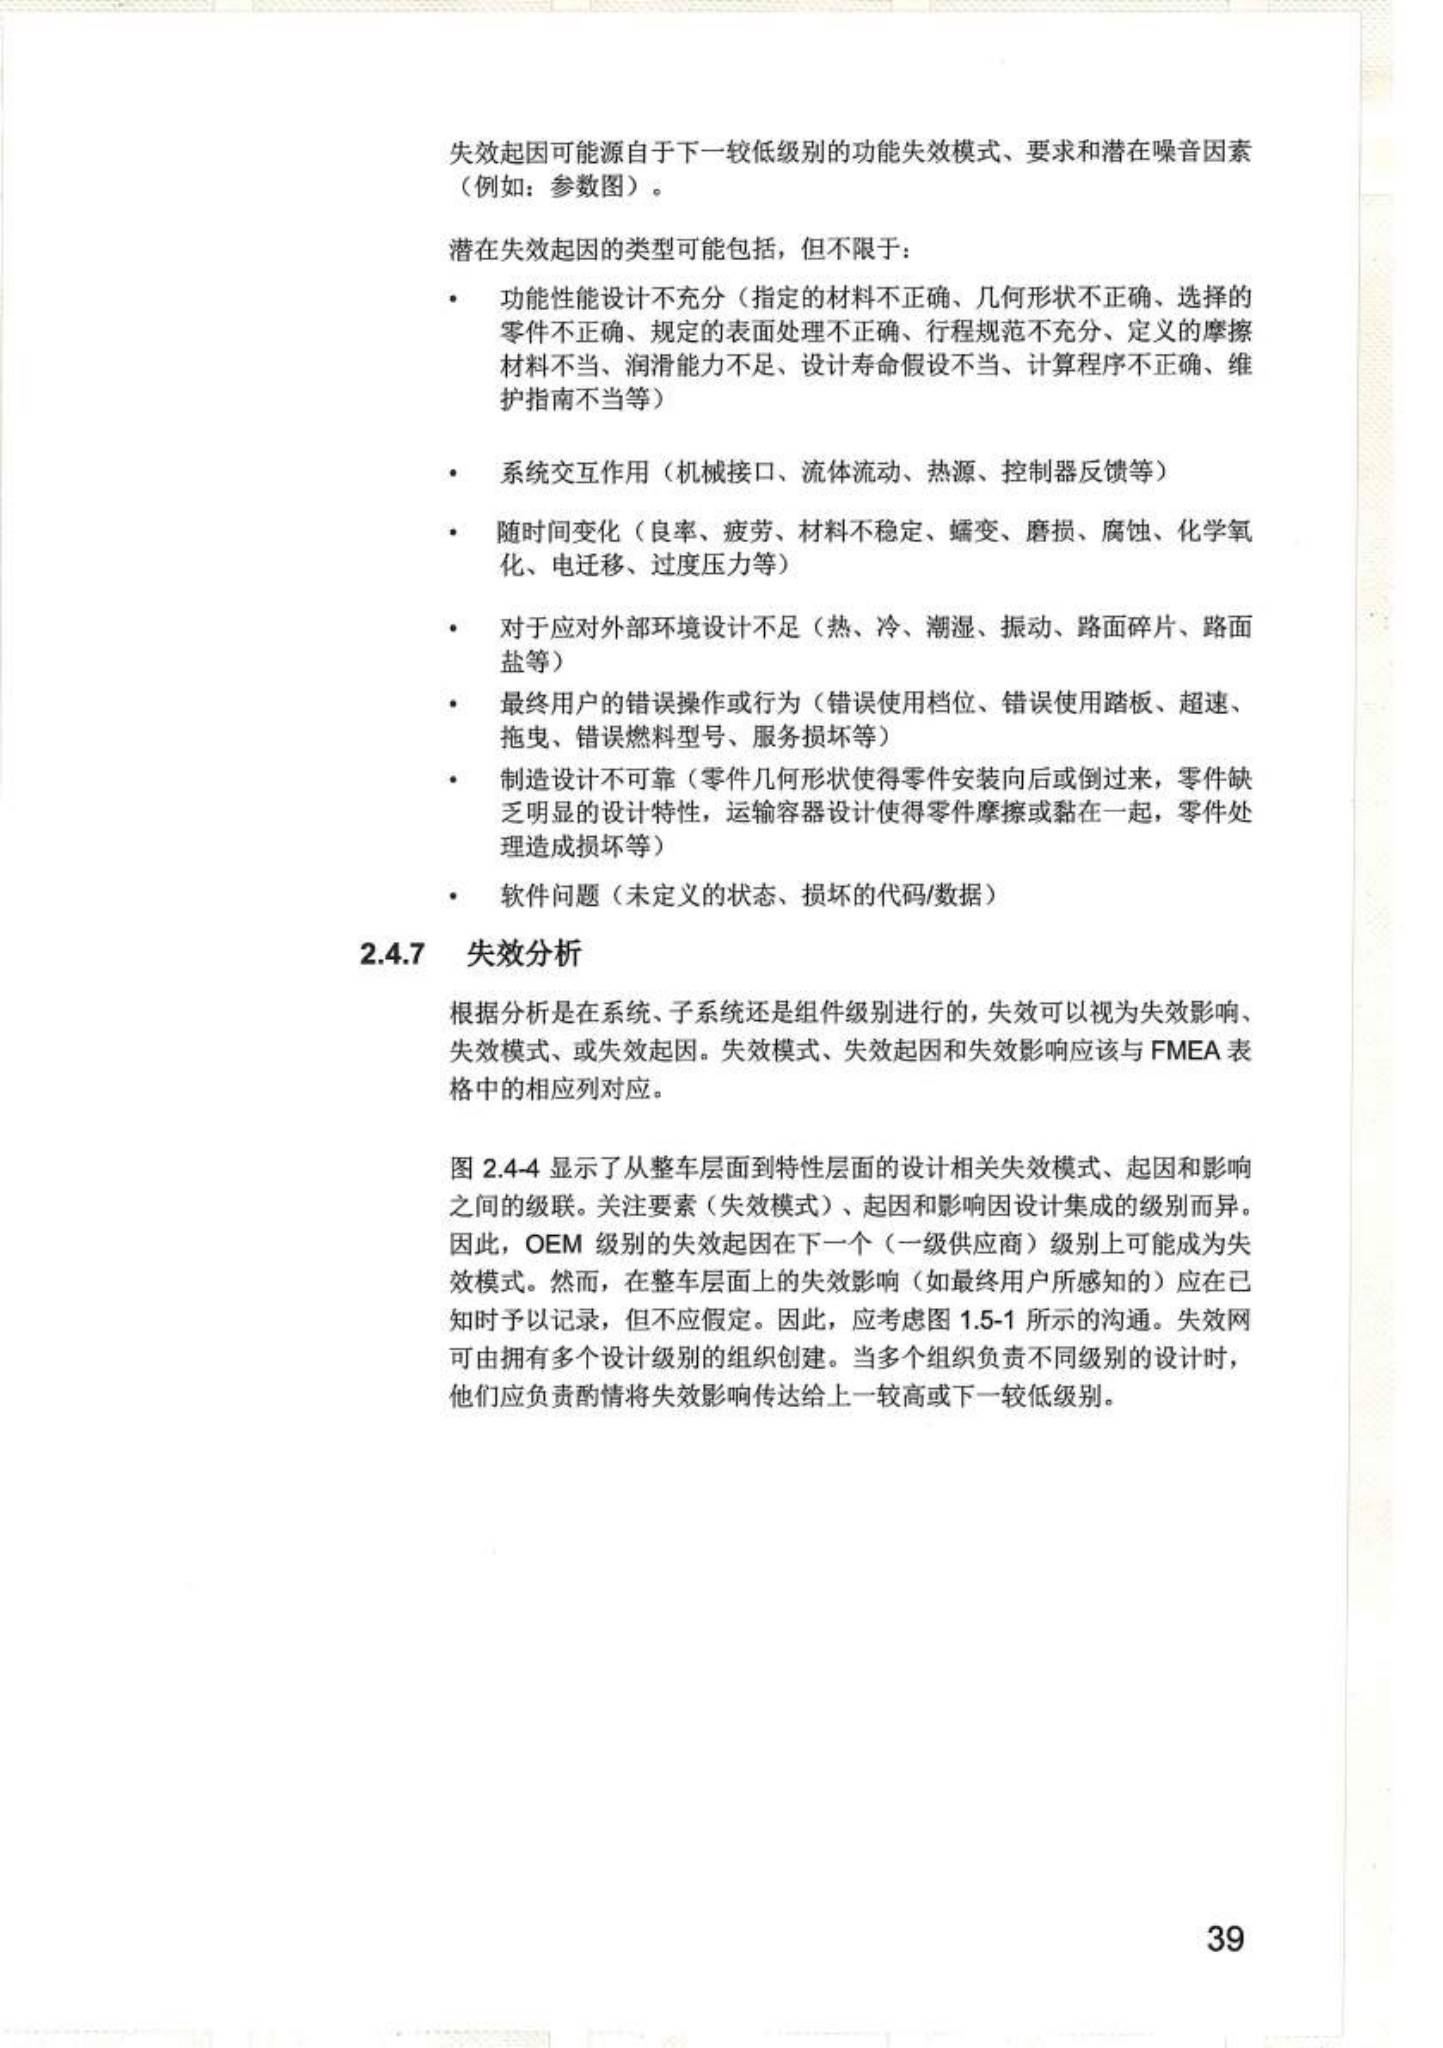 失效起因可能源自于下一较低级别的功能失效模式、要求和潜在噪音因素
（例如：参数图）。
潜在失效起因的类型可能包括，但不限于：
• 功能性能设计不充分（指定的材料不正确、几何形状不正确、选择的
零件不正确、规定的表面处理不正确、行程规范不充分、定义的摩擦
材料不当、润滑能力不足、设计寿命假设不当、计算程序不正确、维
护指南不当等）
• 系统交互作用（机械接口、流体流动、热源、控制器反馈等）
• 随时间变化（良率、疲劳、材料不稳定、蠕变、磨损、腐蚀、化学氧
化、电迁移、过度压力等）
• 对于应对外部环境设计不足（热、冷、潮湿、振动、路面碎片、路面
盐等）
• 最终用户的错误操作或行为（错误使用档位、错误使用踏板、超速、
拖曳、错误燃料型号、服务损坏等）
• 制造设计不可靠（零件几何形状使得零件安装向后或倒过来，零件缺
乏明显的设计特性，运输容器设计使得零件摩擦或黏在一起，零件处
理造成损坏等）
• 软件问题（未定义的状态、损坏的代码/数据）
2.4.7 失效分析
根据分析是在系统、子系统还是组件级别进行的，失效可以视为失效影响、
失效模式、或失效起因。失效模式、失效起因和失效影响应该与 FMEA 表
格中的相应列对应。
图 2.4-4 显示了从整车层面到特性层面的设计相关失效模式、起因和影响
之间的级联。关注要素（失效模式）、起因和影响因设计集成的级别而异。
因此，OEM 级别的失效起因在下一个（一级供应商）级别上可能成为失
效模式。然而，在整车层面上的失效影响（如最终用户所感知的）应在已
知时予以记录，但不应假定。因此，应考虑图 1.5-1 所示的沟通。失效网
可由拥有多个设计级别的组织创建。当多个组织负责不同级别的设计时，
他们应负责酌情将失效影响传达给上一较高或下一较低级别。
39